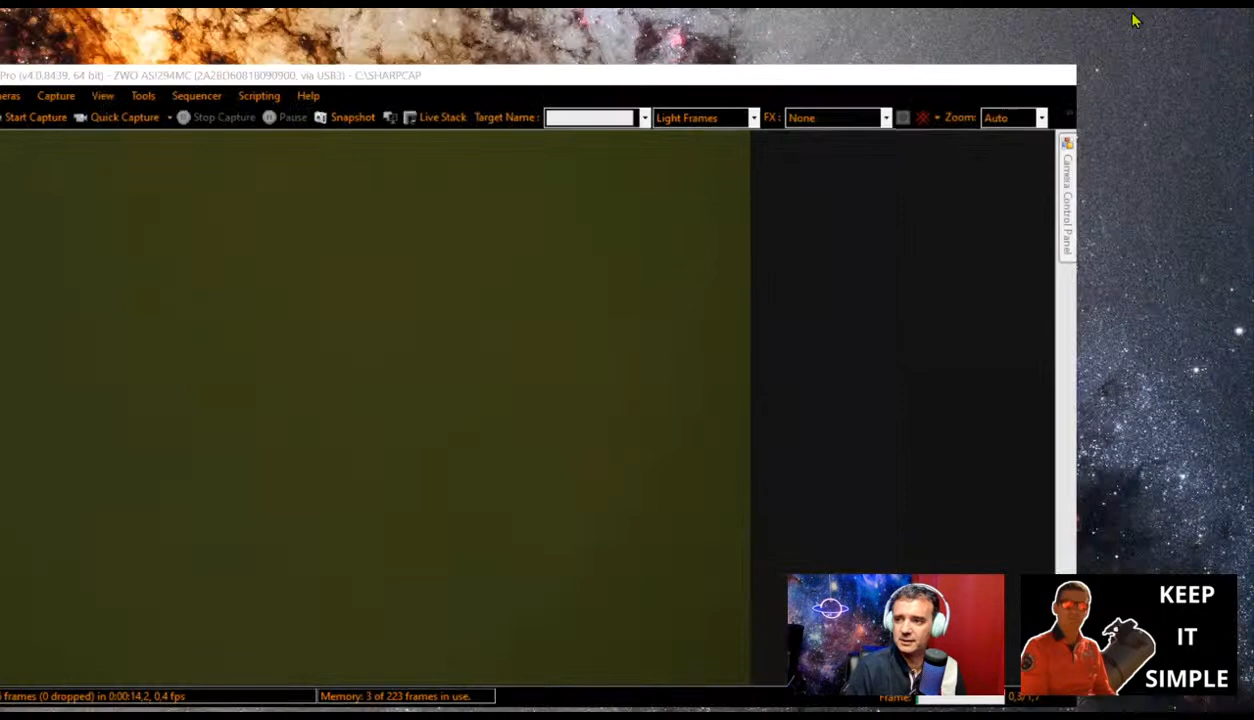 Pro (v4.0.8439, 64 bit) - ZWO ASI294MC (2A28D60818090900, via USB3) - C:\SHARPCAP
eras Capture View Tools Sequencer Scripting Help
Start Capture Quick Capture Stop Capture Pause Snapshot Live Stack Target Name : Light Frames FX : None Zoom: Auto
Camera Control Panel
KEEP
IT
SIMPLE
frames (0 dropped) in 0:00:14,2, 0,4 fps Memory: 3 of 223 frames in use. Frame: